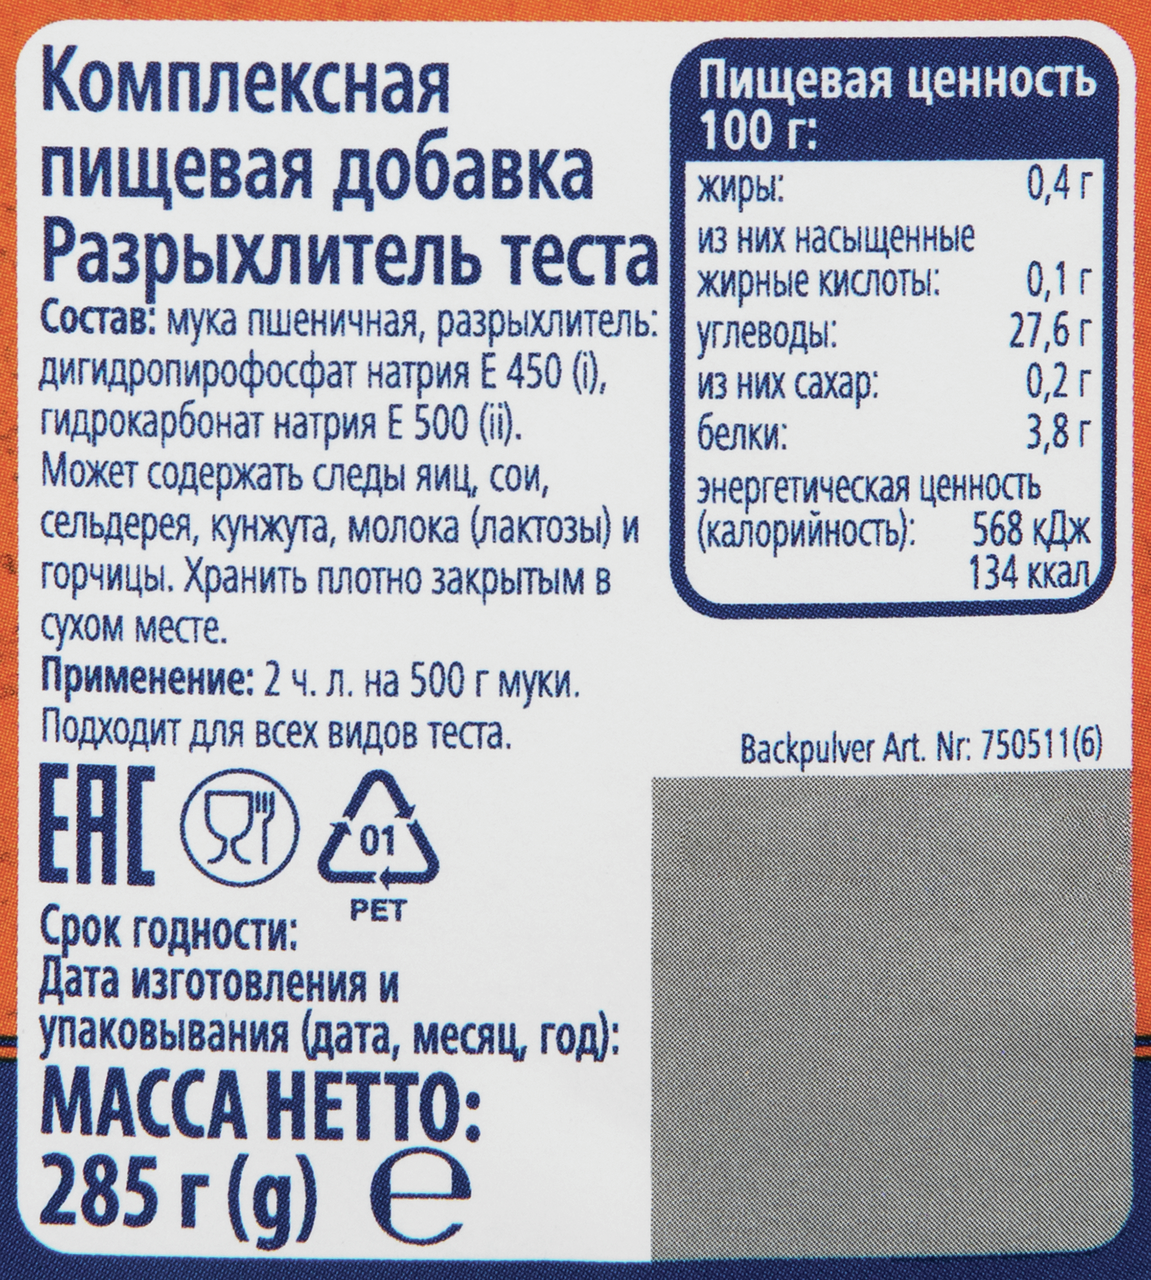 Комплексная
пищевая добавка
Разрыхлитель теста
Состав: мука пшеничная, разрыхлитель:
дигидропирофосфат натрия Е 450 (i),
гидрокарбонат натрия Е 500 (ii).
Может содержать следы яиц, сои,
сельдерея, кунжута, молока (лактозы) и
горчицы. Хранить плотно закрытым в
сухом месте.
Применение: 2 ч. л. на 500 г муки.
Подходит для всех видов теста.
EAC
01
PET
Срок годности:
Дата изготовления и
упаковывания (дата, месяц, год):
МАССА НЕТТО:
285 г (g) ℮
Пищевая ценность
100 г:
жиры: 0,4 г
из них насыщенные
жирные кислоты: 0,1 г
углеводы: 27,6 г
из них сахар: 0,2 г
белки: 3,8 г
энергетическая ценность
(калорийность): 568 кДж
134 ккал
Backpulver Art. Nr: 750511(6)